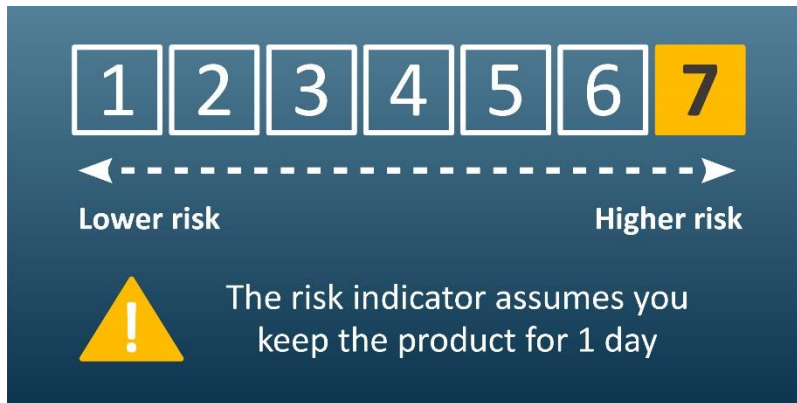 1 2 3 4 5 6 7
Lower risk Higher risk
! The risk indicator assumes you
keep the product for 1 day